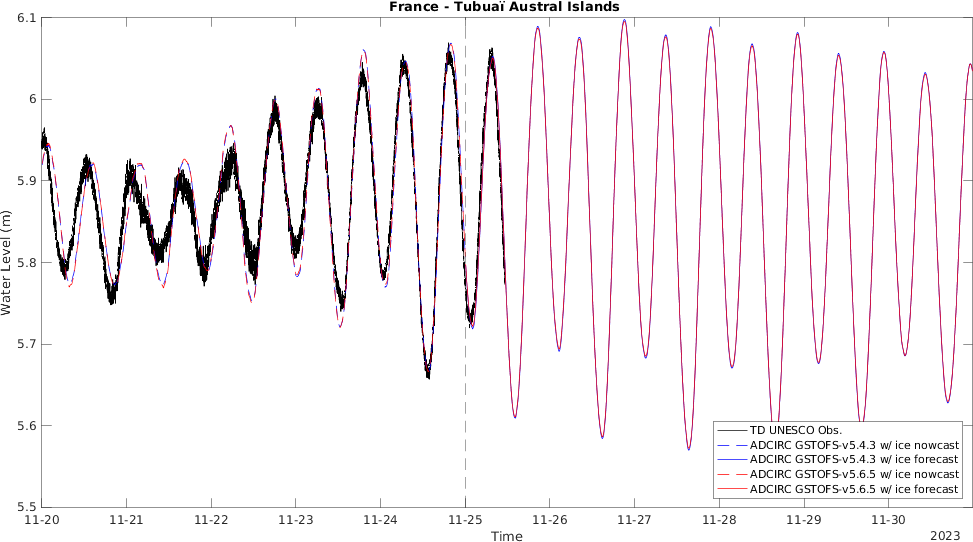 France - Tubuaï Austral Islands
Water Level (m)
6.1
6
5.9
5.8
5.7
5.6
5.5
TD UNESCO Obs.
ADCIRC GSTOFS-v5.4.3 w/ ice nowcast
ADCIRC GSTOFS-v5.4.3 w/ ice forecast
ADCIRC GSTOFS-v5.6.5 w/ ice nowcast
ADCIRC GSTOFS-v5.6.5 w/ ice forecast
11-20 11-21 11-22 11-23 11-24 11-25 11-26 11-27 11-28 11-29 11-30
Time
2023